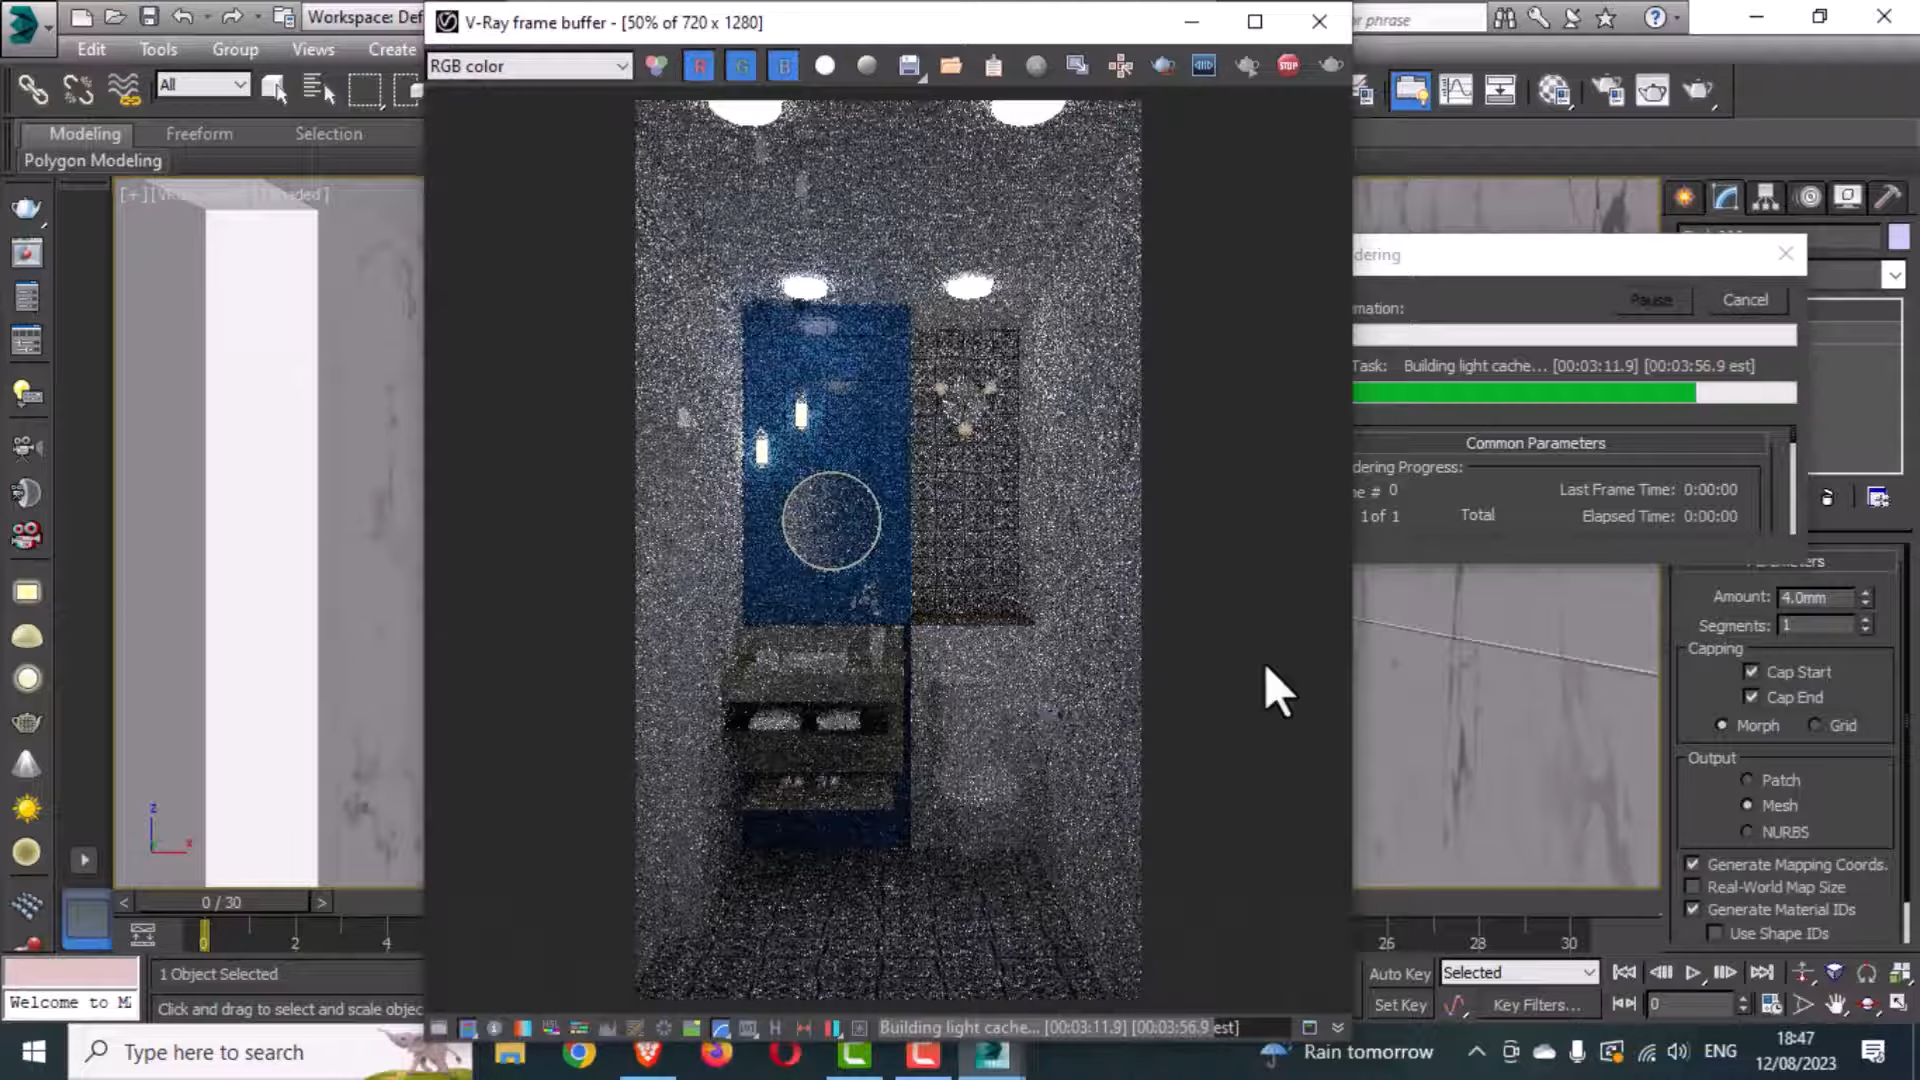 Workspace: Def
V-Ray frame buffer - [50% of 720 x 1280]
or phrase
Edit
Tools
Group
Views
Create
RGB color
R
G
B
STOP
All
Modeling
Freeform
Selection
Polygon Modeling
dering
mation:
Pause
Cancel
Task: Building light cache... [00:03:11.9] [00:03:56.9 est]
Common Parameters
dering Progress:
ne # 0
Last Frame Time: 0:00:00
1of 1
Total
Elapsed Time: 0:00:00
Amount: 4.0mm
Segments: 1
Capping
Cap Start
Cap End
Morph
Grid
Output
Patch
Mesh
NURBS
Generate Mapping Coords.
Real-World Map Size
Generate Material IDs
Use Shape IDs
z
x
< 0 / 30 >
0
2
4
26
28
30
1 Object Selected
Auto Key
Selected
Welcome to M
Click and drag to select and scale objec
Set Key
Key Filters...
0
H
Building light cache... [00:03:11.9] [00:03:56.9 est]
Type here to search
Rain tomorrow
ENG
18:47
12/08/2023